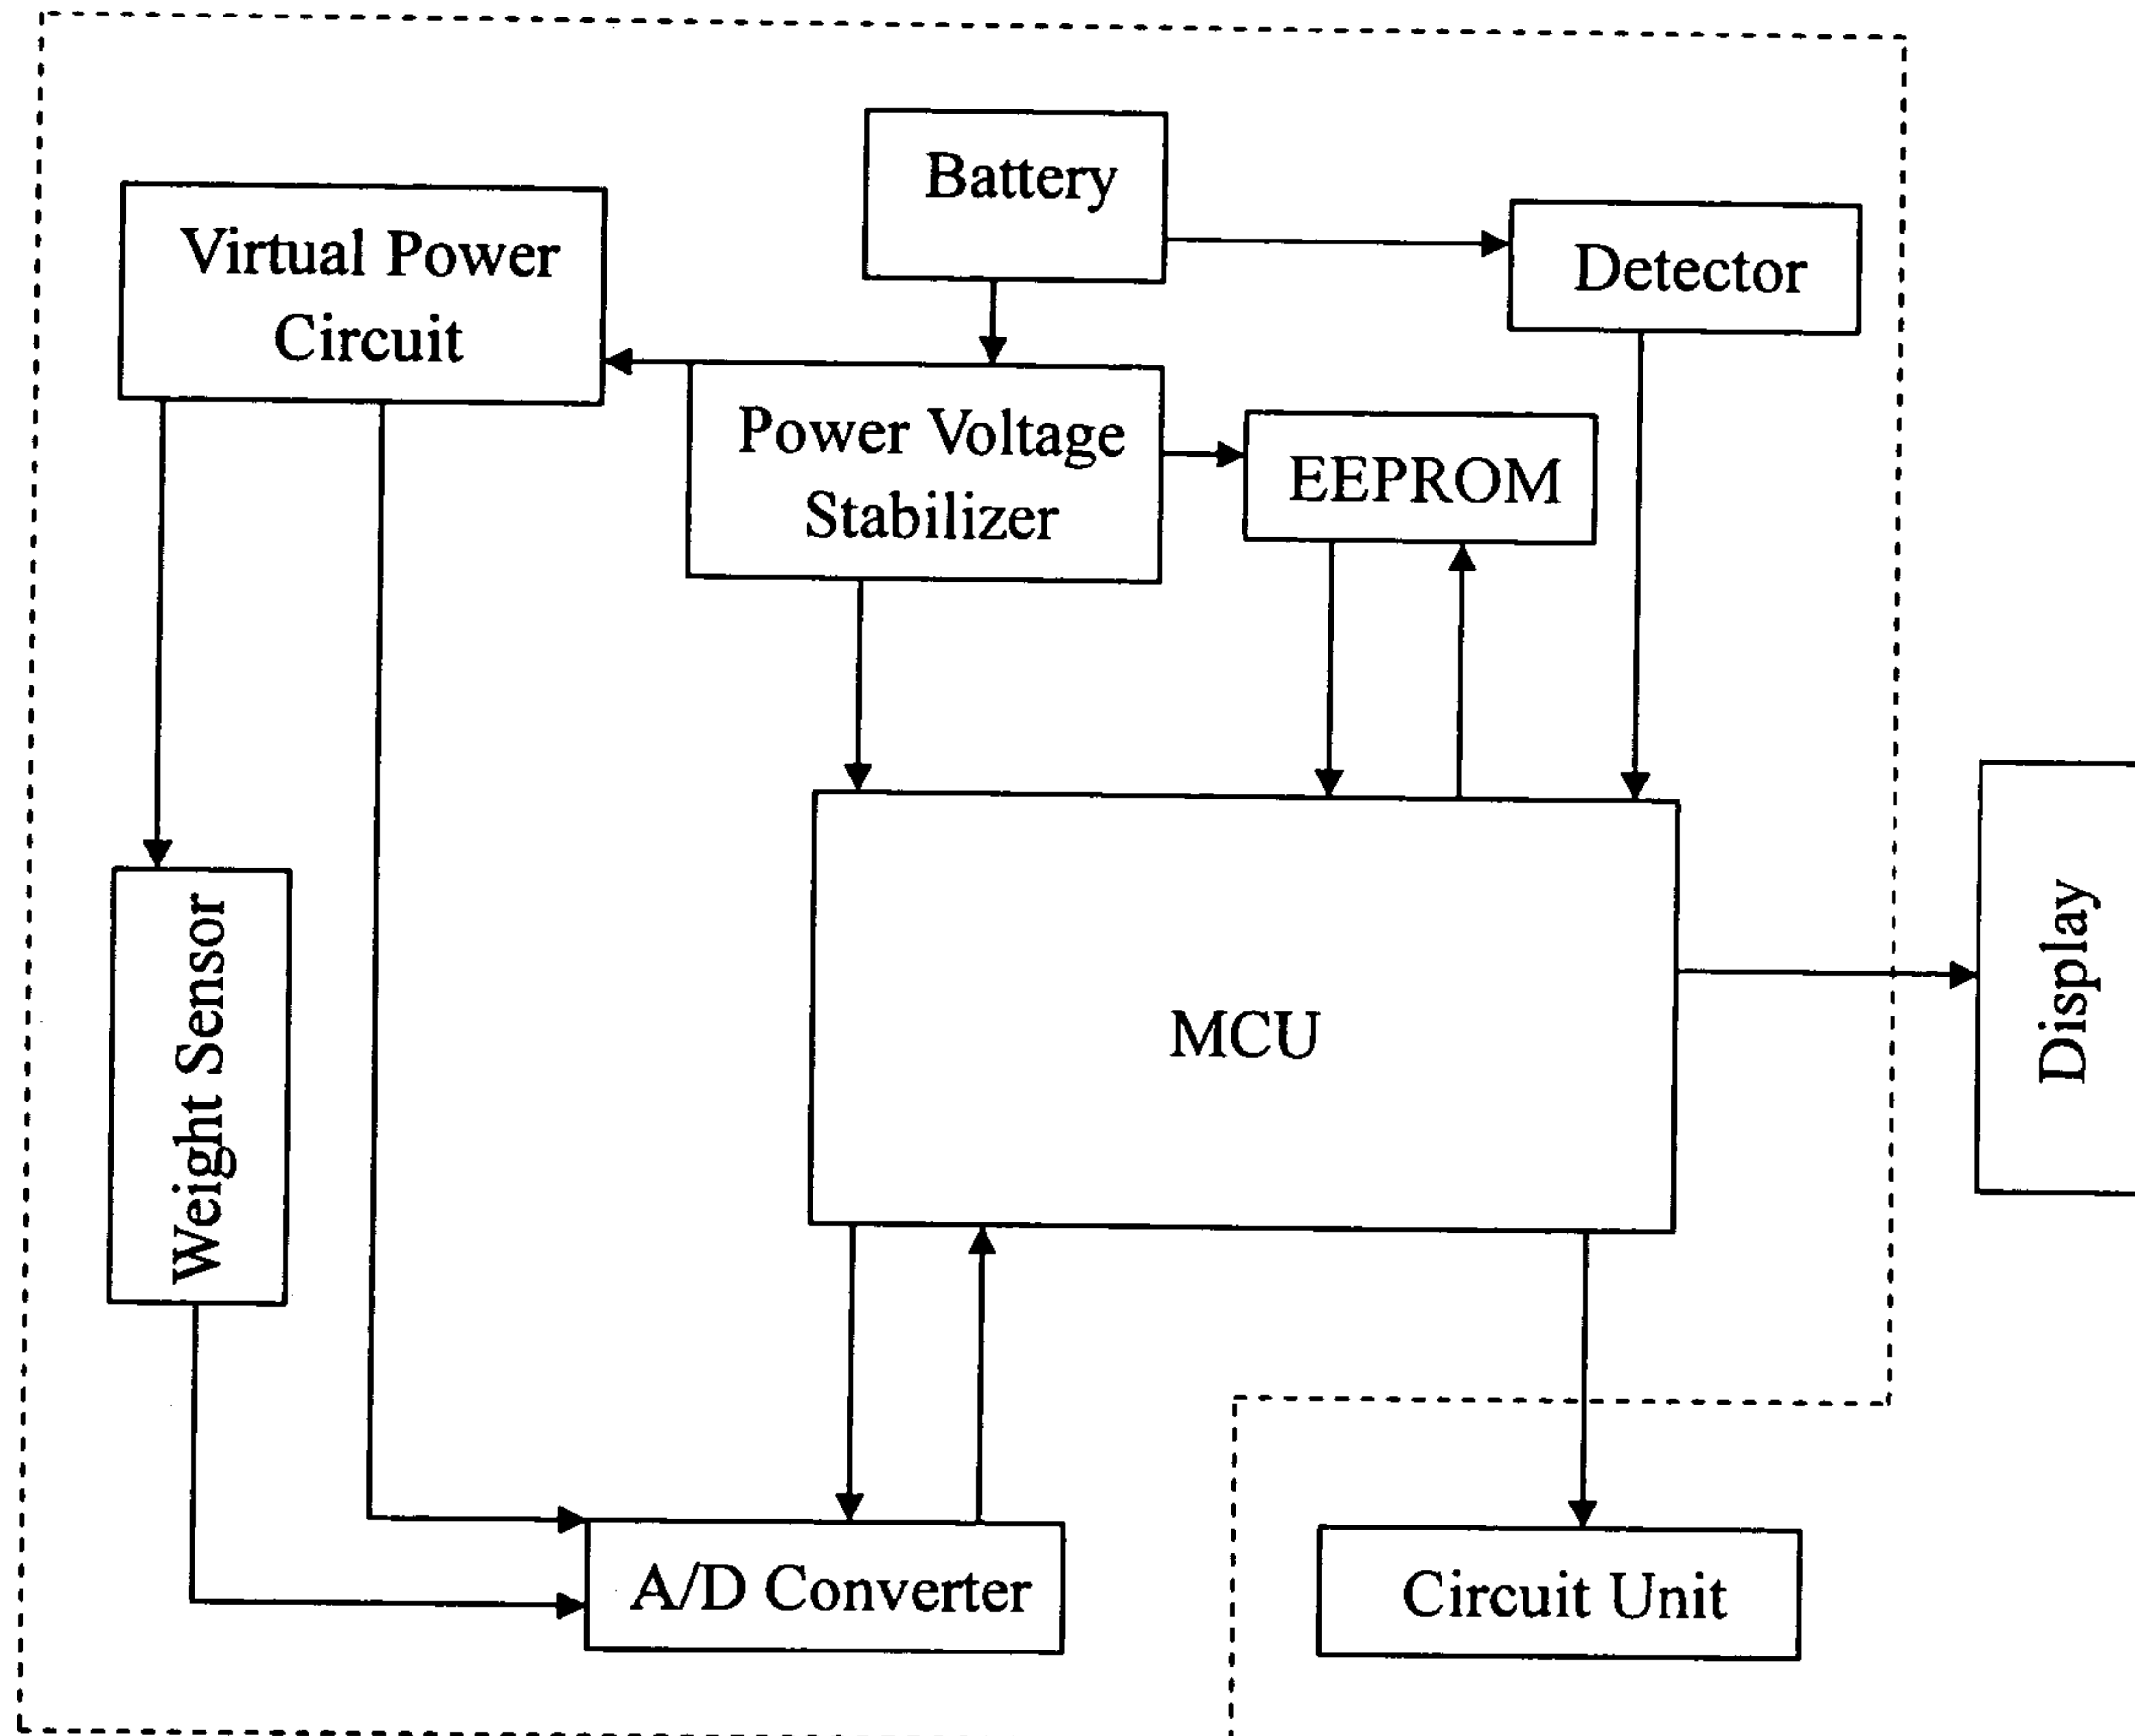 Battery
Virtual Power
Circuit
Detector
Power Voltage
Stabilizer
EEPROM
Weight Sensor
MCU
Display
A/D Converter
Circuit Unit